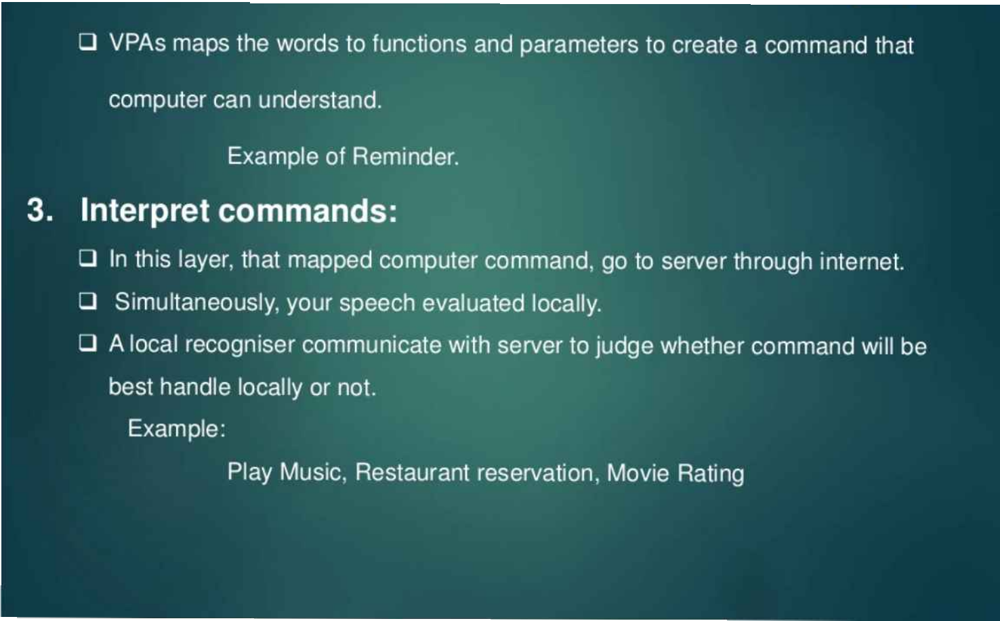 ❑ VPAs maps the words to functions and parameters to create a command that
computer can understand.
Example of Reminder.
3. Interpret commands:
❑ In this layer, that mapped computer command, go to server through internet.
❑ Simultaneously, your speech evaluated locally.
❑ A local recogniser communicate with server to judge whether command will be
best handle locally or not.
Example:
Play Music, Restaurant reservation, Movie Rating